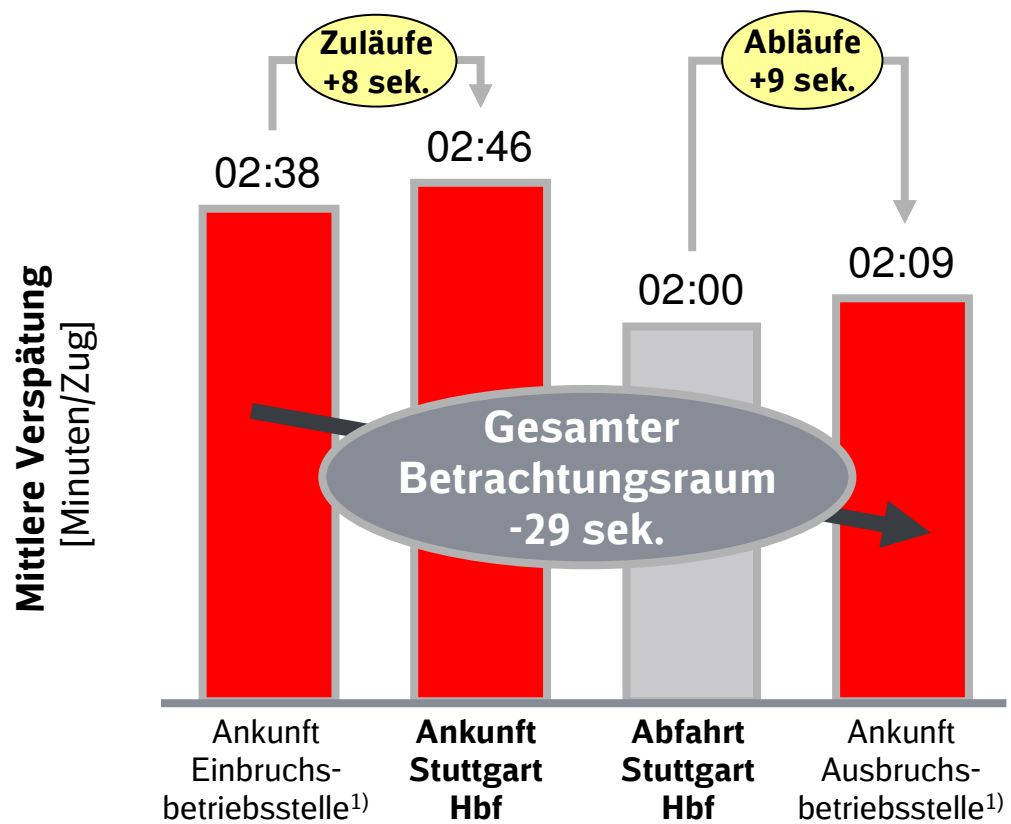 Zuläufe
+8 sek.
Abläufe
+9 sek.
02:38
02:46
02:00
02:09
Mittlere Verspätung
[Minuten/Zug]
Gesamter
Betrachtungsraum
-29 sek.
Ankunft
Einbruchs-
betriebsstelle1)
Ankunft
Stuttgart
Hbf
Abfahrt
Stuttgart
Hbf
Ankunft
Ausbruchs-
betriebsstelle1)